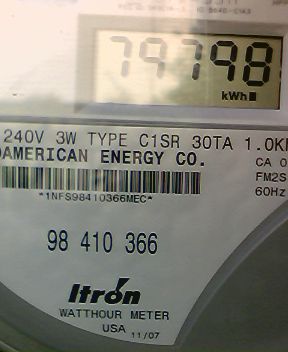 79798
kWh
240V 3W TYPE C1SR 30TA 1.0K
AMERICAN ENERGY CO.
CA 0
FM2S
60Hz
*1NFS98410366MEC*
98 410 366
Itron
WATTHOUR METER
USA 11/07